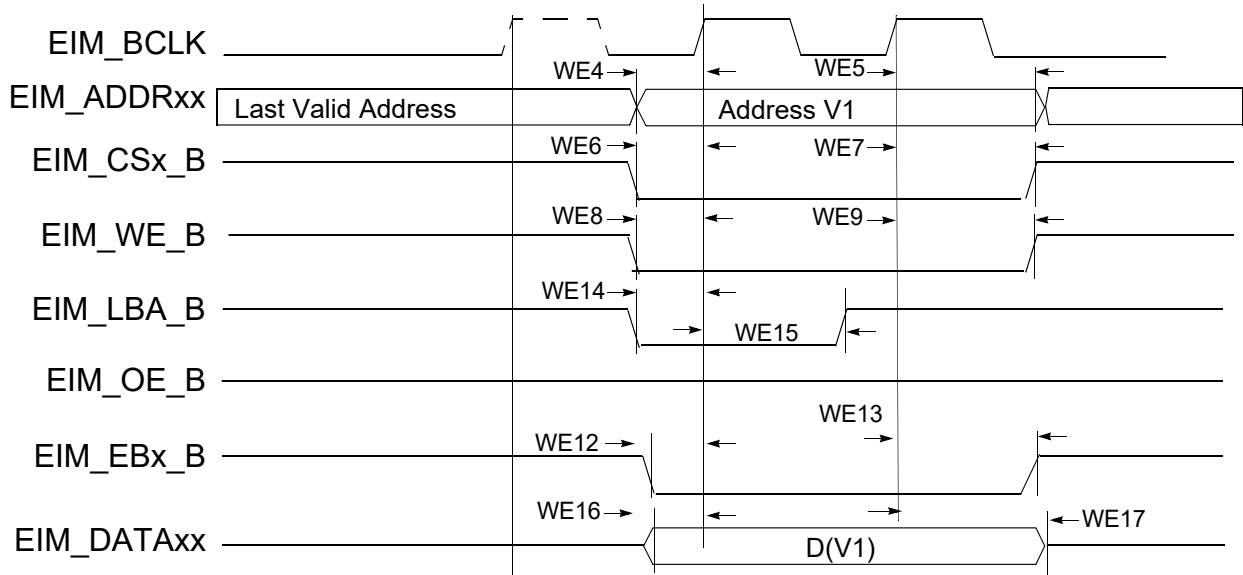 EIM_BCLK
WE4
WE5
EIM_ADDRxx
Last Valid Address
Address V1
WE6
WE7
EIM_CSx_B
WE8
WE9
EIM_WE_B
WE14
EIM_LBA_B
WE15
EIM_OE_B
WE13
WE12
EIM_EBx_B
WE16
WE17
EIM_DATAxx
D(V1)